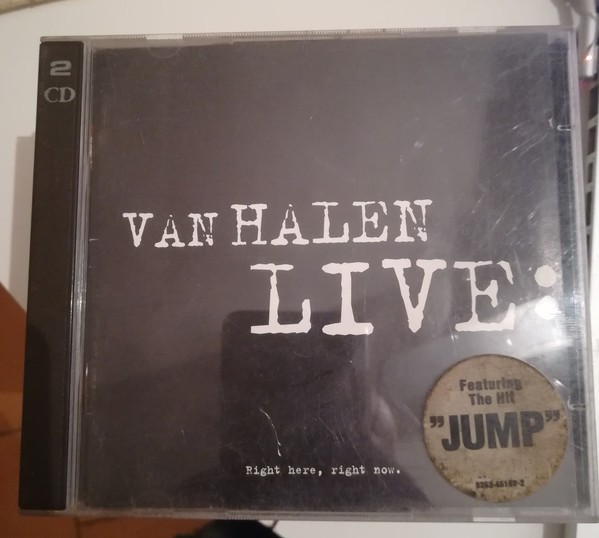 2
CD
VAN HALEN
LIVE:
Right here, right now.
Featuring
The Hit
"JUMP"